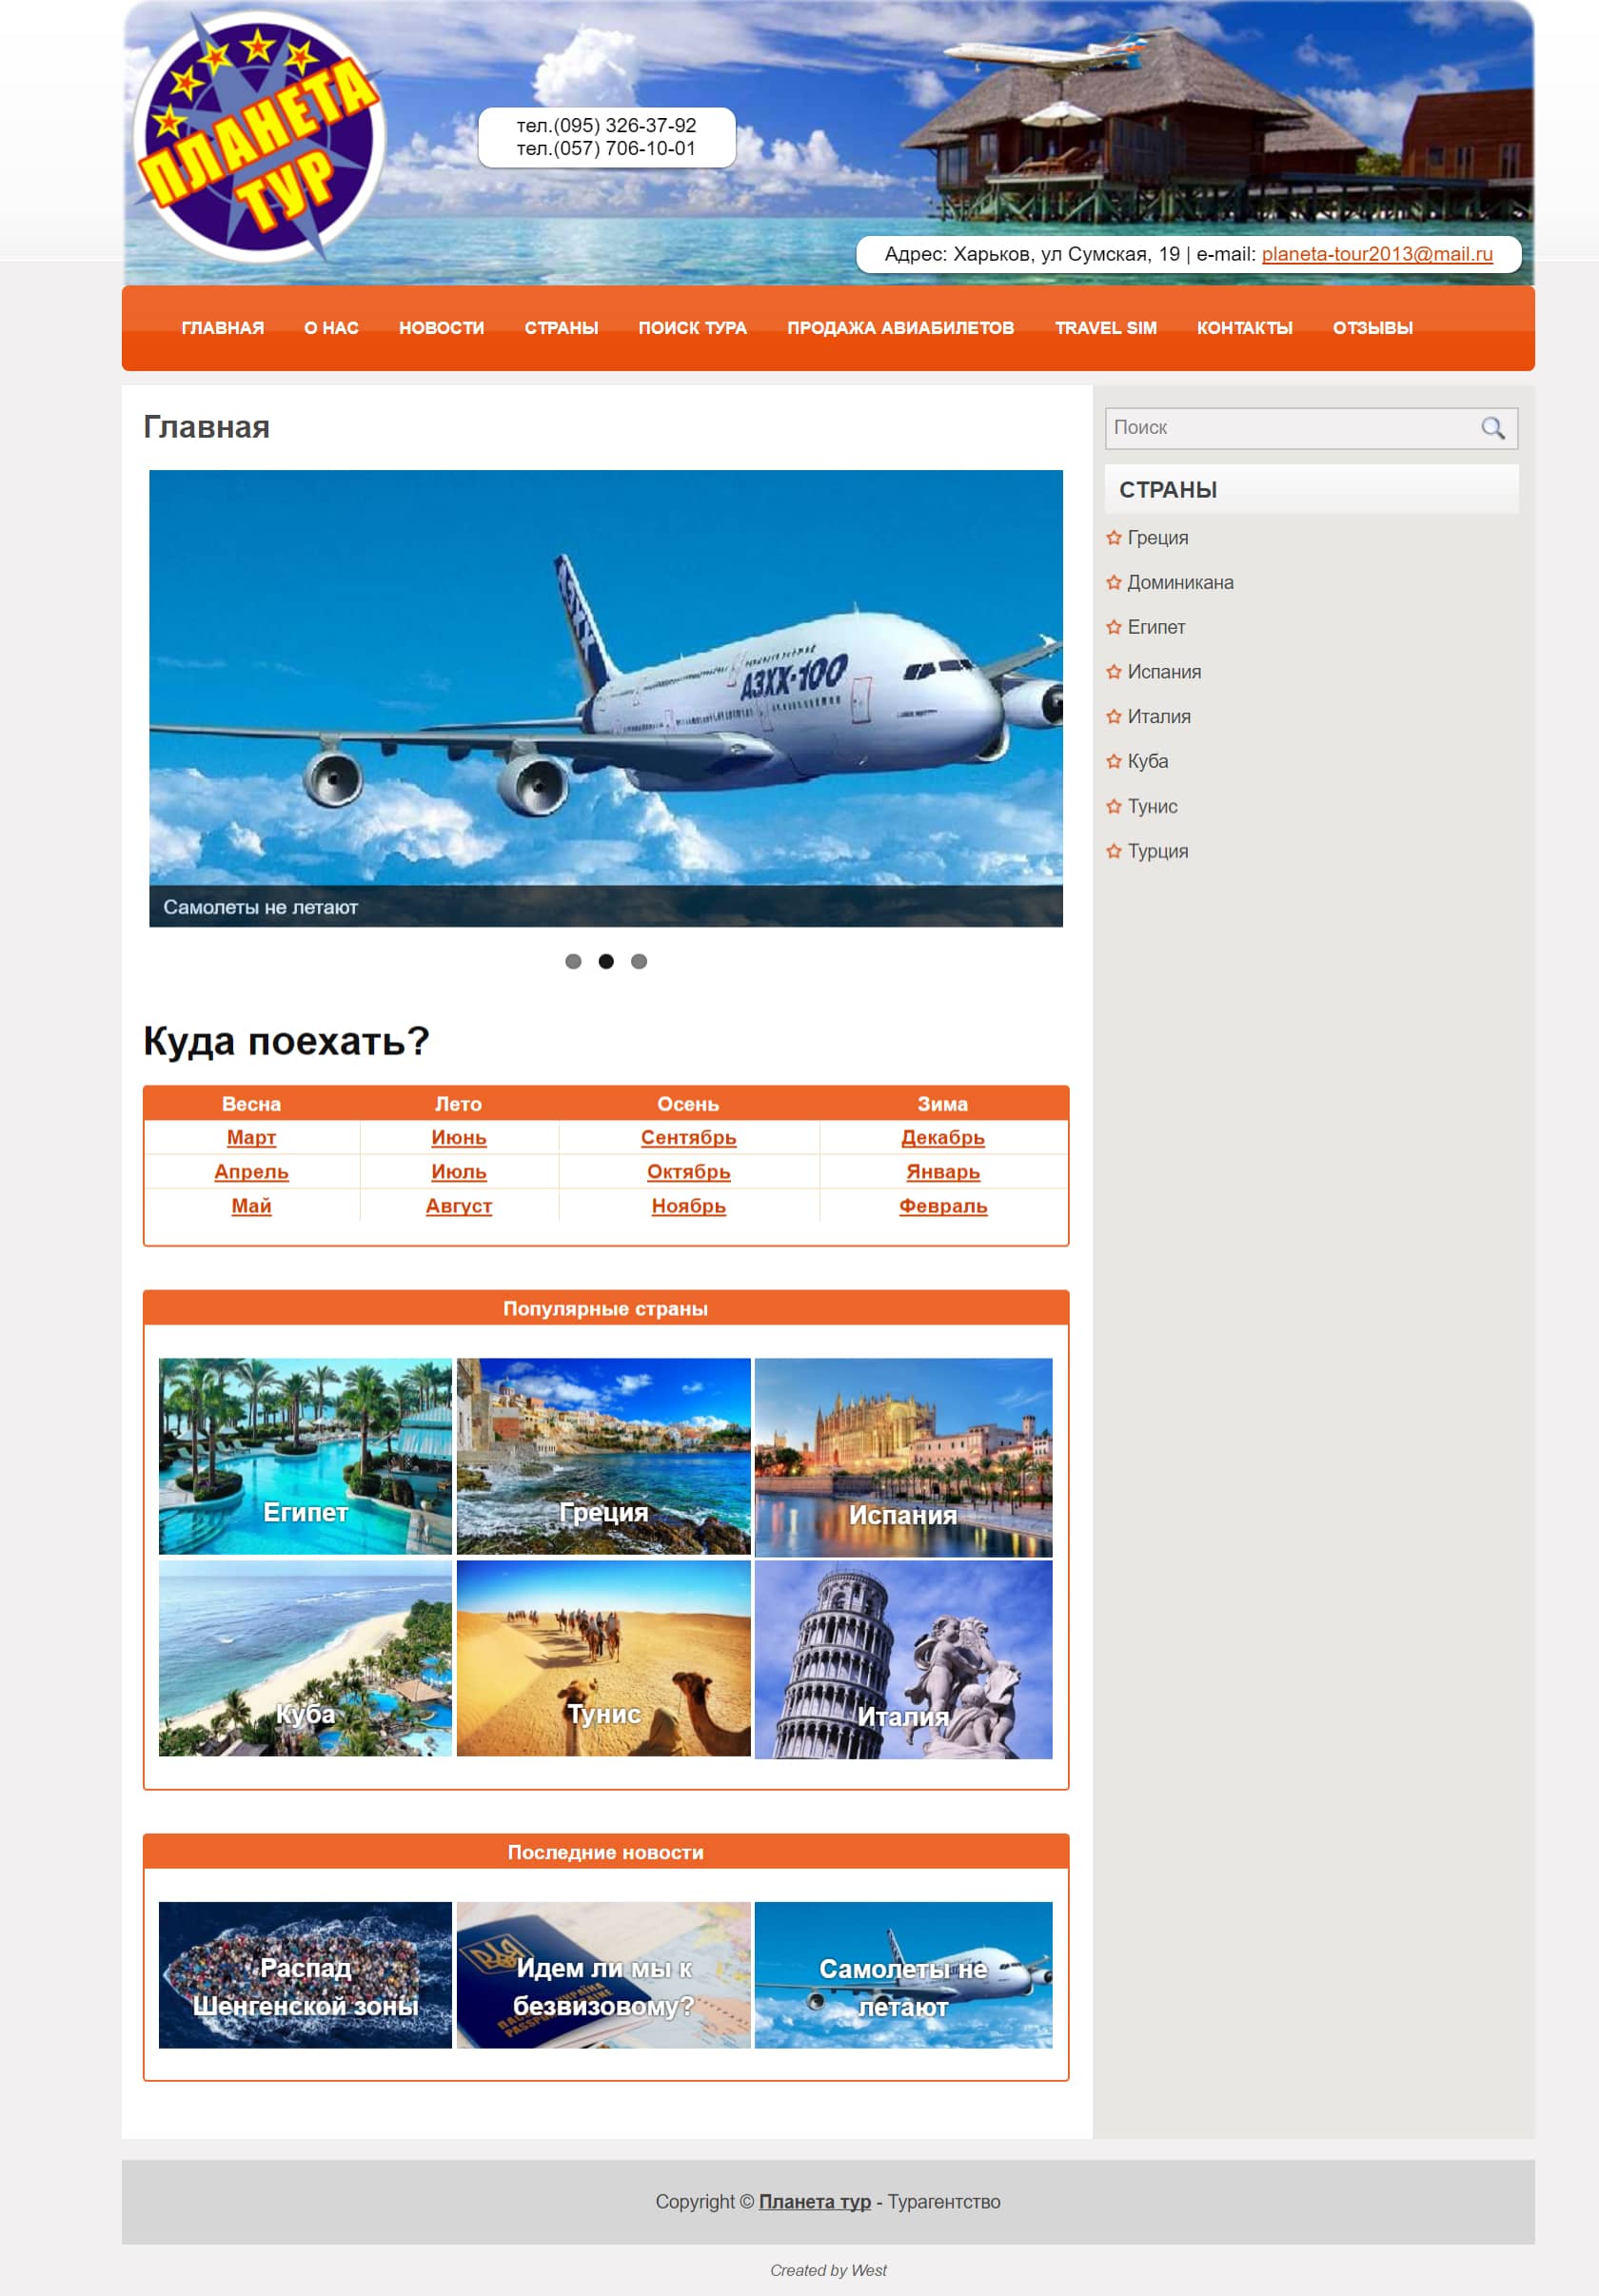 ПЛАНЕТА
ТУР
тел.(095) 326-37-92
тел.(057) 706-10-01
Адрес: Харьков, ул Сумская, 19 | e-mail: planeta-tour2013@mail.ru
ГЛАВНАЯ О НАС НОВОСТИ СТРАНЫ ПОИСК ТУРА ПРОДАЖА АВИАБИЛЕТОВ TRAVEL SIM КОНТАКТЫ ОТЗЫВЫ
Главная
A3XX-100
Самолеты не летают
Куда поехать?
Весна Лето Осень Зима
Март Июнь Сентябрь Декабрь
Апрель Июль Октябрь Январь
Май Август Ноябрь Февраль
Популярные страны
Египет Греция Испания
Куба Тунис Италия
Последние новости
Распад
Шенгенской зоны
Идем ли мы к
безвизовому?
Самолеты не
летают
Поиск
СТРАНЫ
Греция
Доминикана
Египет
Испания
Италия
Куба
Тунис
Турция
Copyright © Планета тур - Турагентство
Created by West